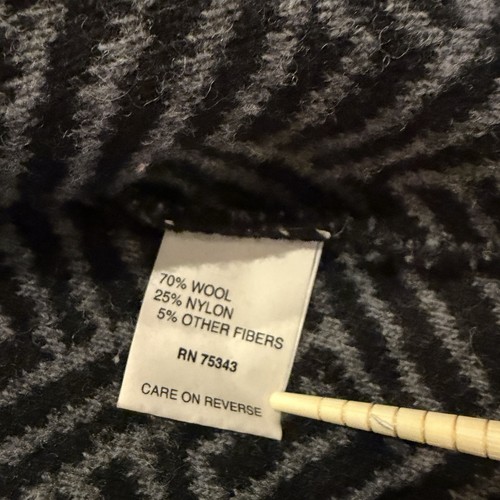 70% WOOL
25% NYLON
5% OTHER FIBERS
RN 75343
CARE ON REVERSE